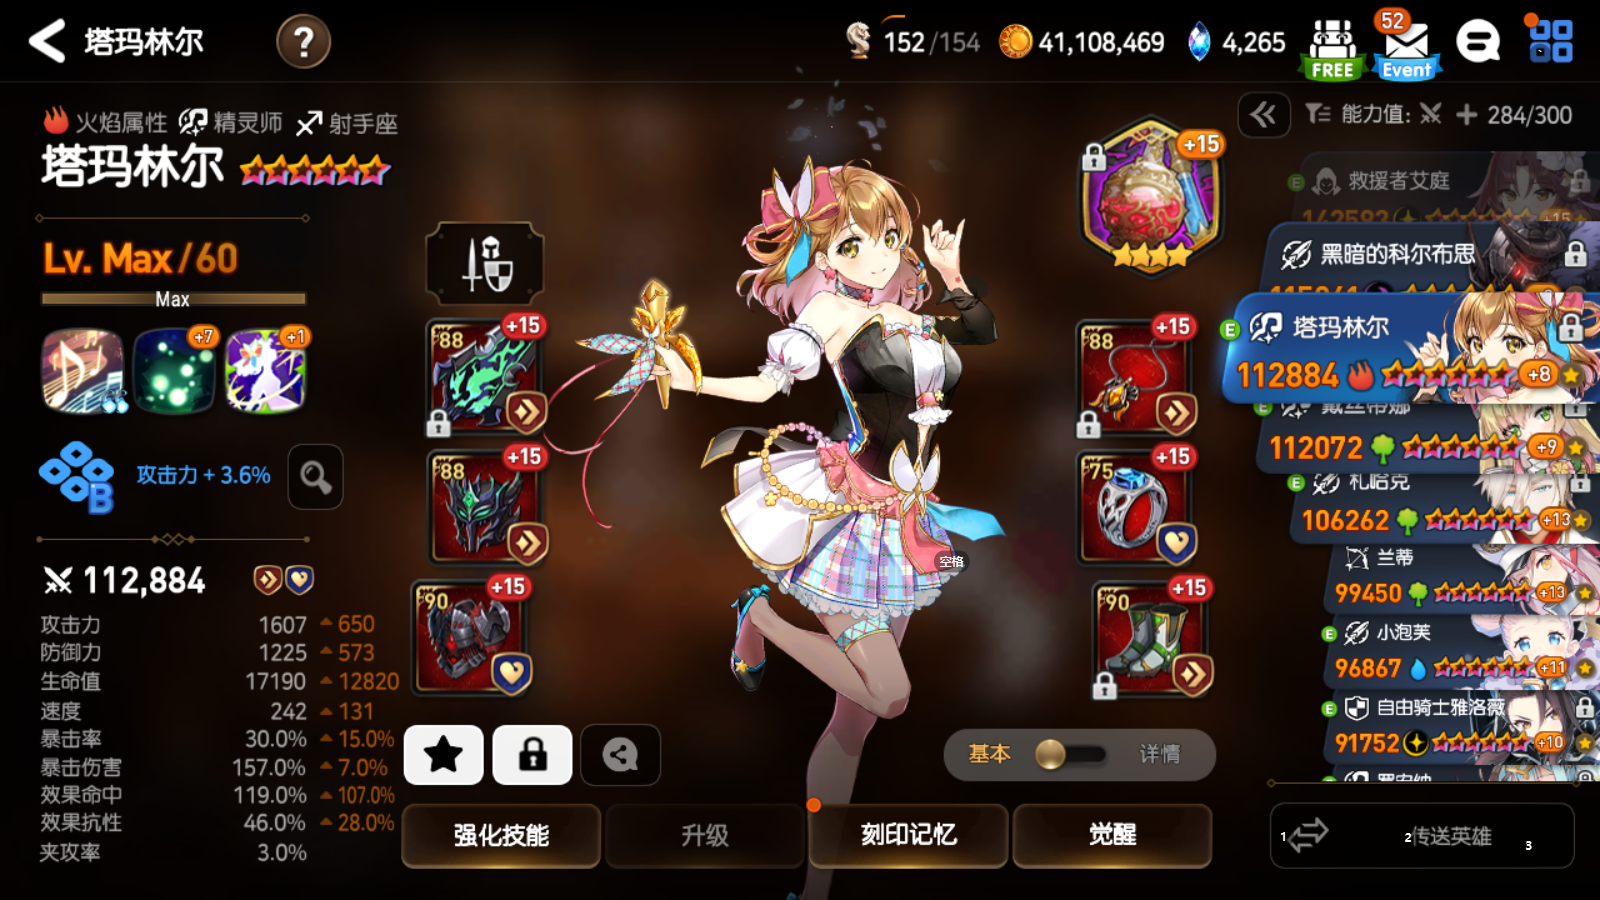 塔玛林尔
?
152/154
41,108,469
4,265
FREE
52
Event
火焰属性 精灵师 射手座
塔玛林尔
Lv. Max/60
Max
+7
+1
B
攻击力 + 3.6%
112,884
攻击力 1607 650
防御力 1225 573
生命值 17190 12820
速度 242 131
暴击率 30.0% 15.0%
暴击伤害 157.0% 7.0%
效果命中 119.0% 107.0%
效果抗性 46.0% 28.0%
夹攻率 3.0%
88 +15
88 +15
90 +15
+15
88 +15
75 +15
90 +15
空格
基本 详情
强化技能
升级
刻印记忆
觉醒
能力值: 284/300
E 救援者艾庭
+15
黑暗的科尔布思
E 塔玛林尔
112884 +8
E
112072 +9
E 札哈克
106262 +13
兰蒂
99450 +13
E 小泡芙
96867 +11
E 自由骑士雅洛薇
91752 +10
1 2 传送英雄 3